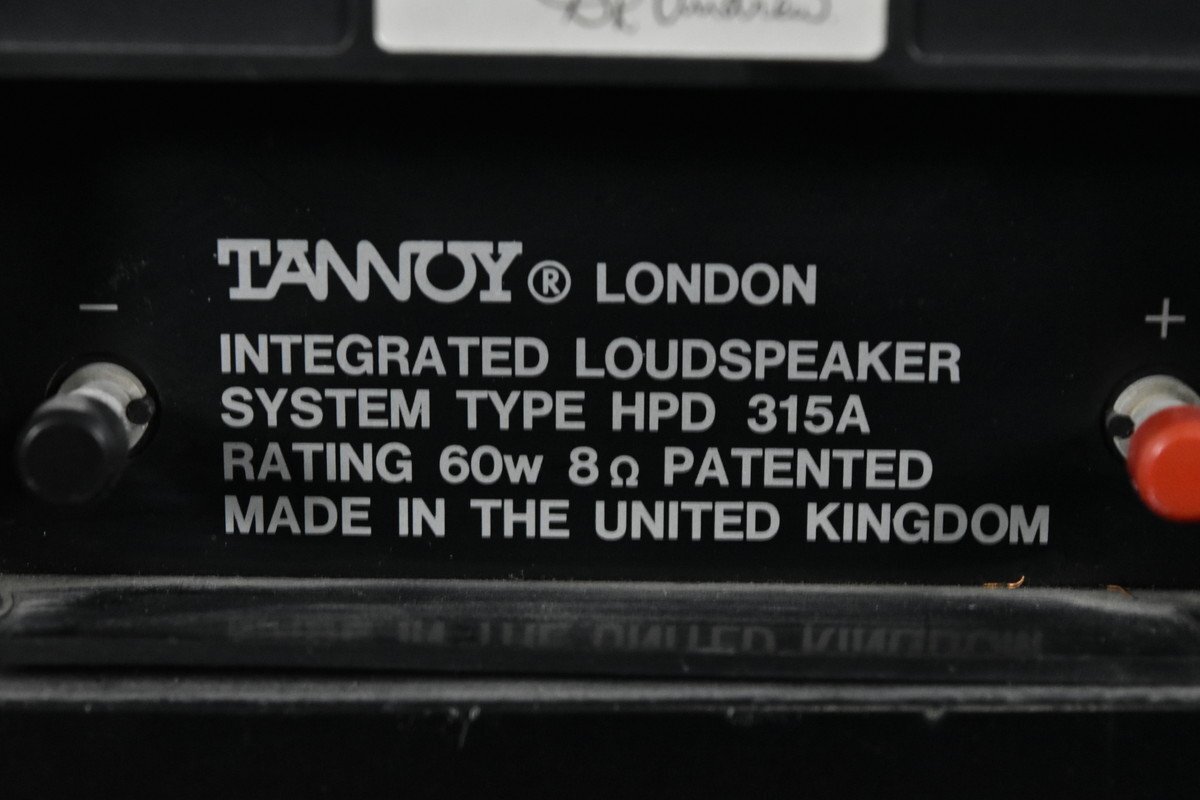 TANNOY® LONDON
− +
INTEGRATED LOUDSPEAKER
SYSTEM TYPE HPD 315A
RATING 60w 8Ω PATENTED
MADE IN THE UNITED KINGDOM